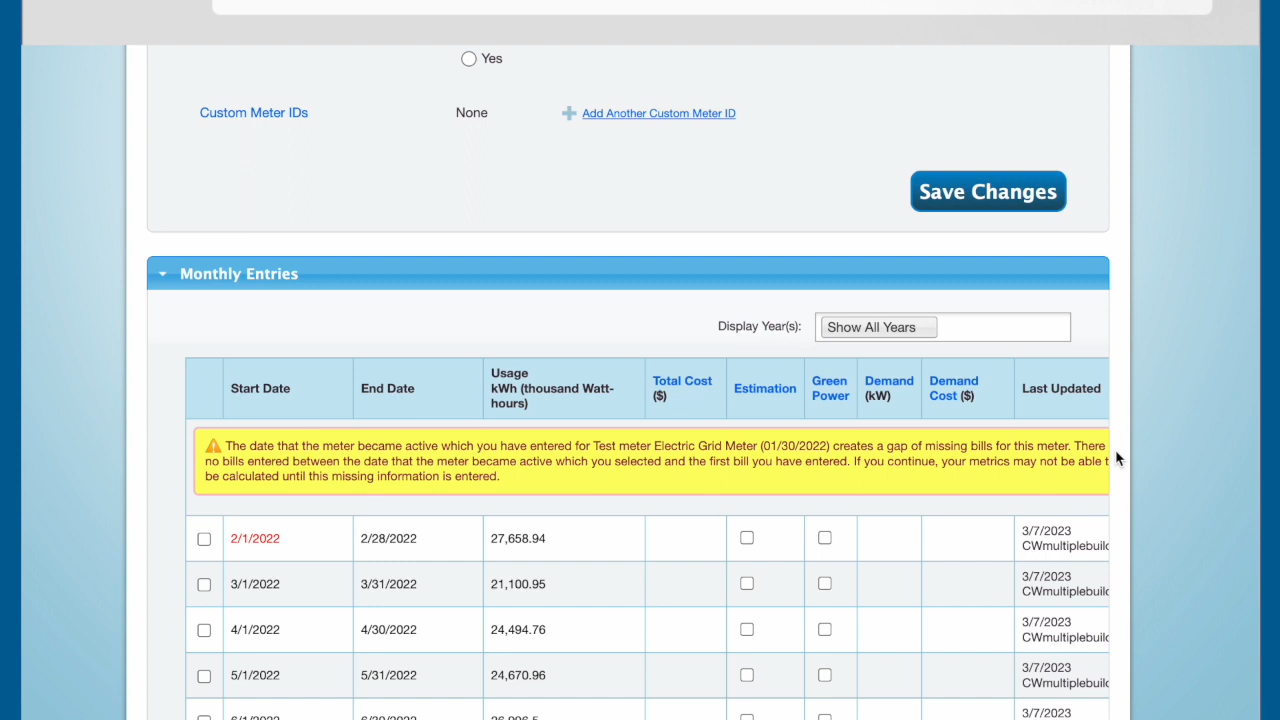 Yes
Custom Meter IDs None Add Another Custom Meter ID
Save Changes
Monthly Entries
Display Year(s): Show All Years
Start Date End Date Usage kWh (thousand Watt-hours) Total Cost ($) Estimation Green Power Demand (kW) Demand Cost ($) Last Updated
The date that the meter became active which you have entered for Test meter Electric Grid Meter (01/30/2022) creates a gap of missing bills for this meter. There
no bills entered between the date that the meter became active which you selected and the first bill you have entered. If you continue, your metrics may not be able
be calculated until this missing information is entered.
2/1/2022 2/28/2022 27,658.94 3/7/2023
CWmultiplebuild
3/1/2022 3/31/2022 21,100.95 3/7/2023
CWmultiplebuild
4/1/2022 4/30/2022 24,494.76 3/7/2023
CWmultiplebuild
5/1/2022 5/31/2022 24,670.96 3/7/2023
CWmultiplebuild
3/7/2023